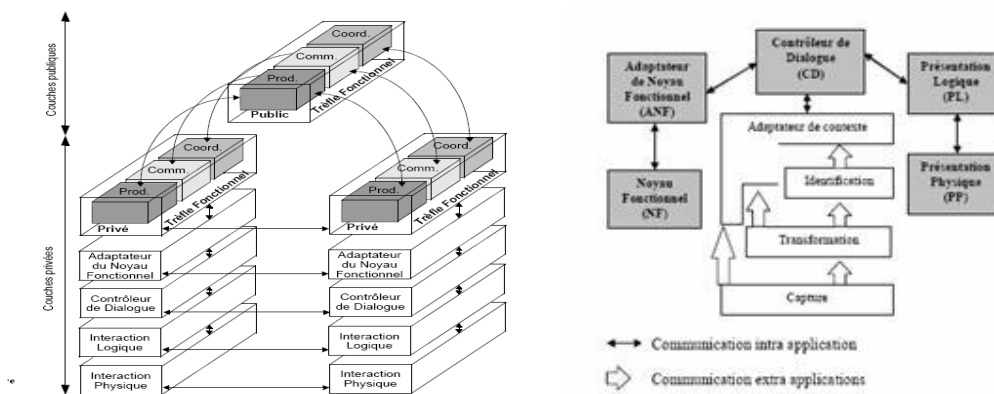 Couches publiques
Coord.
Comm.
Prod.
Public
Trèfle Fonctionnel
Couches privées
Coord.
Comm.
Prod.
Privé
Trèfle Fonctionnel
Adaptateur
du Noyau
Fonctionnel
Contrôleur
de Dialogue
Interaction
Logique
Interaction
Physique
Coord.
Comm.
Prod.
Privé
Trèfle Fonctionnel
Adaptateur
du Noyau
Fonctionnel
Contrôleur
de Dialogue
Interaction
Logique
Interaction
Physique
é
Adaptateur
de Noyau
Fonctionnel
(ANF)
Contrôleur de
Dialogue
(CD)
Présentation
Logique
(PL)
Adaptateur de contexte
Noyau
Fonctionnel
(NF)
Identification
Présentation
Physique
(PP)
Transformation
Capture
Communication intra application
Communication extra applications